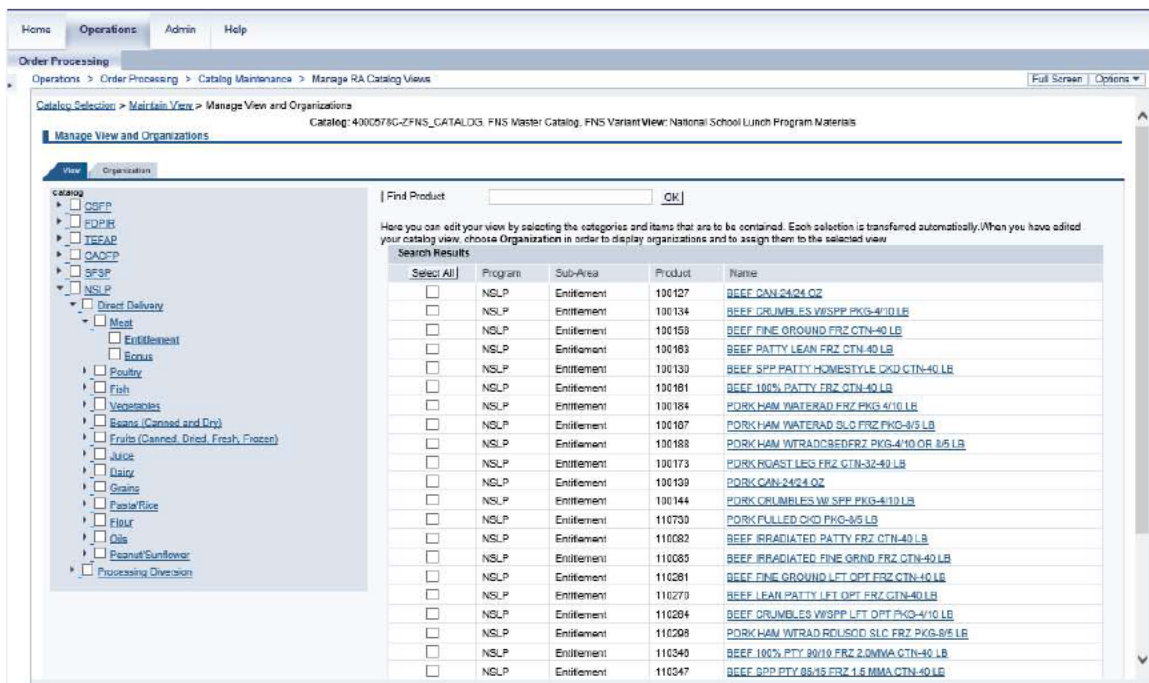 Home Operations Admin Help
Order Processing
Operations > Order Processing > Catalog Maintenance > Manage RA Catalog Views Full Screen Options
Catalog Selection > Maintain View > Manage View and Organizations
Catalog: 4000578C-ZFNS_CATALOG, FNS Master Catalog, FNS Variant View: National School Lunch Program Materials
Manage View and Organizations
View Organization
Catalog
CSFP
FDPIR
TEFAP
CACFP
SFSP
NSLP
Direct Delivery
Meat
Entitlement
Bonus
Poultry
Fish
Vegetables
Beans (Canned and Dry)
Fruits (Canned, Dried, Fresh, Frozen)
Juice
Dairy
Grains
Pasta/Rice
Flour
Oils
Peanut/Sunflower
Processing Diversion
Find Product OK
Here you can edit your view by selecting the categories and items that are to be contained. Each selection is transferred automatically.When you have edited
your catalog view, choose Organization in order to display organizations and to assign them to the selected view
Search Results
Select All Program Sub-Area Product Name
NSLP Entitlement 100127 BEEF CAN-24/24 OZ
NSLP Entitlement 100134 BEEF CRUMBLES W/SPP PKG-4/10 LB
NSLP Entitlement 100158 BEEF FINE GROUND FRZ CTN-40 LB
NSLP Entitlement 100163 BEEF PATTY LEAN FRZ CTN-40 LB
NSLP Entitlement 100130 BEEF SPP PATTY HOMESTYLE CKD CTN-40 LB
NSLP Entitlement 100161 BEEF 100% PATTY FRZ CTN-40 LB
NSLP Entitlement 100184 PORK HAM WATERAD FRZ PKG 4/10 LB
NSLP Entitlement 100187 PORK HAM WATERAD SLC FRZ PKG-8/5 LB
NSLP Entitlement 100188 PORK HAM WTRADCBEDFRZ PKG-4/10 OR 8/5 LB
NSLP Entitlement 100173 PORK ROAST LEG FRZ CTN-32-40 LB
NSLP Entitlement 100139 PORK CAN-24/24 OZ
NSLP Entitlement 100144 PORK CRUMBLES W/ SPP PKG-4/10 LB
NSLP Entitlement 110730 PORK PULLED CKD PKG-8/5 LB
NSLP Entitlement 110082 BEEF IRRADIATED PATTY FRZ CTN-40 LB
NSLP Entitlement 110085 BEEF IRRADIATED FINE GRND FRZ CTN-40 LB
NSLP Entitlement 110261 BEEF FINE GROUND LFT OPT FRZ CTN-40 LB
NSLP Entitlement 110270 BEEF LEAN PATTY LFT OPT FRZ CTN-40 LB
NSLP Entitlement 110264 BEEF CRUMBLES W/SPP LFT OPT PKG-4/10 LB
NSLP Entitlement 110298 PORK HAM WTRAD RDUSOD SLC FRZ PKG-8/5 LB
NSLP Entitlement 110346 BEEF 100% PTY 90/10 FRZ 2.0MMA CTN-40 LB
NSLP Entitlement 110347 BEEF SPP PTY 85/15 FRZ 1.5 MMA CTN-40 LB